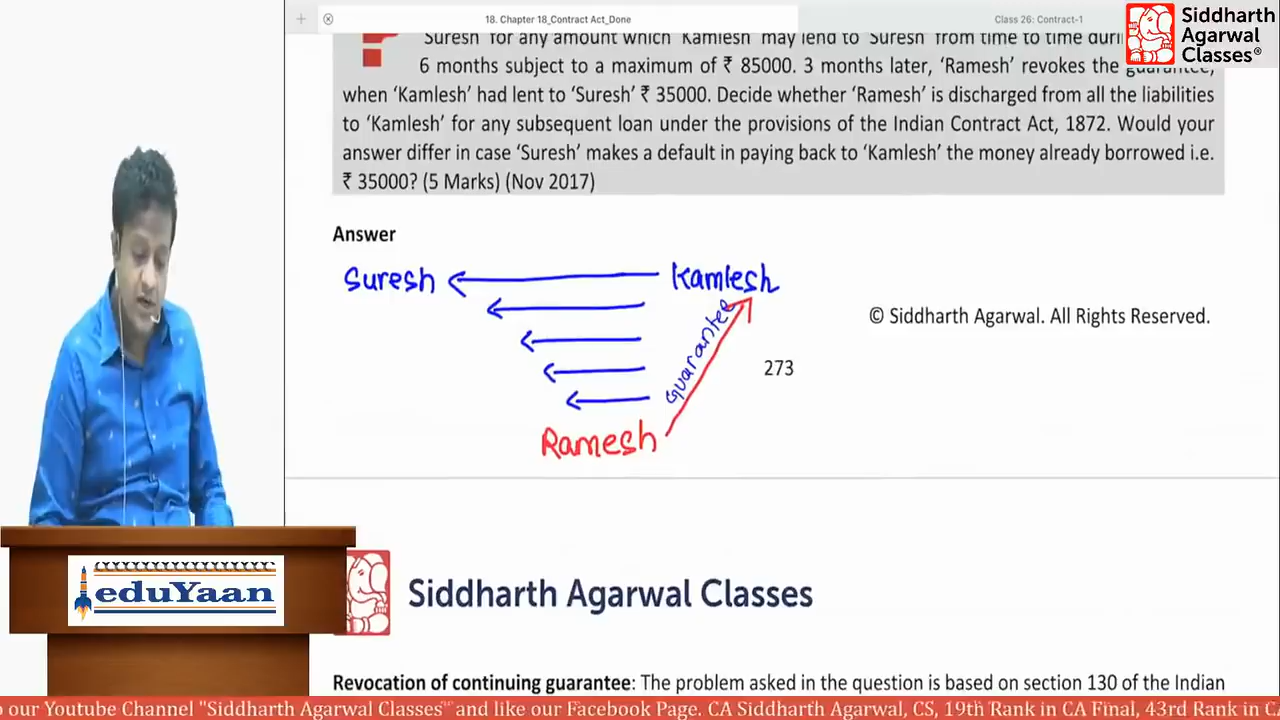 18. Chapter 18_Contract Act_Done
Class 26: Contract-1
Siddharth
Agarwal
Classes®
'Suresh' for any amount which 'Kamlesh' may lend to 'Suresh' from time to time
6 months subject to a maximum of ₹ 85000. 3 months later, 'Ramesh' revokes the guarantee,
when 'Kamlesh' had lent to 'Suresh' ₹ 35000. Decide whether 'Ramesh' is discharged from all the liabilities
to 'Kamlesh' for any subsequent loan under the provisions of the Indian Contract Act, 1872. Would your
answer differ in case 'Suresh' makes a default in paying back to 'Kamlesh' the money already borrowed i.e.
₹ 35000? (5 Marks) (Nov 2017)
Answer
Suresh
Kamlesh
Guarantee
Ramesh
© Siddharth Agarwal. All Rights Reserved.
273
eduYaan
Siddharth Agarwal Classes
Revocation of continuing guarantee: The problem asked in the question is based on section 130 of the Indian
o our Youtube Channel "Siddharth Agarwal Classes" and like our Facebook Page. CA Siddharth Agarwal, CS, 19th Rank in CA Final, 43rd Rank in CA